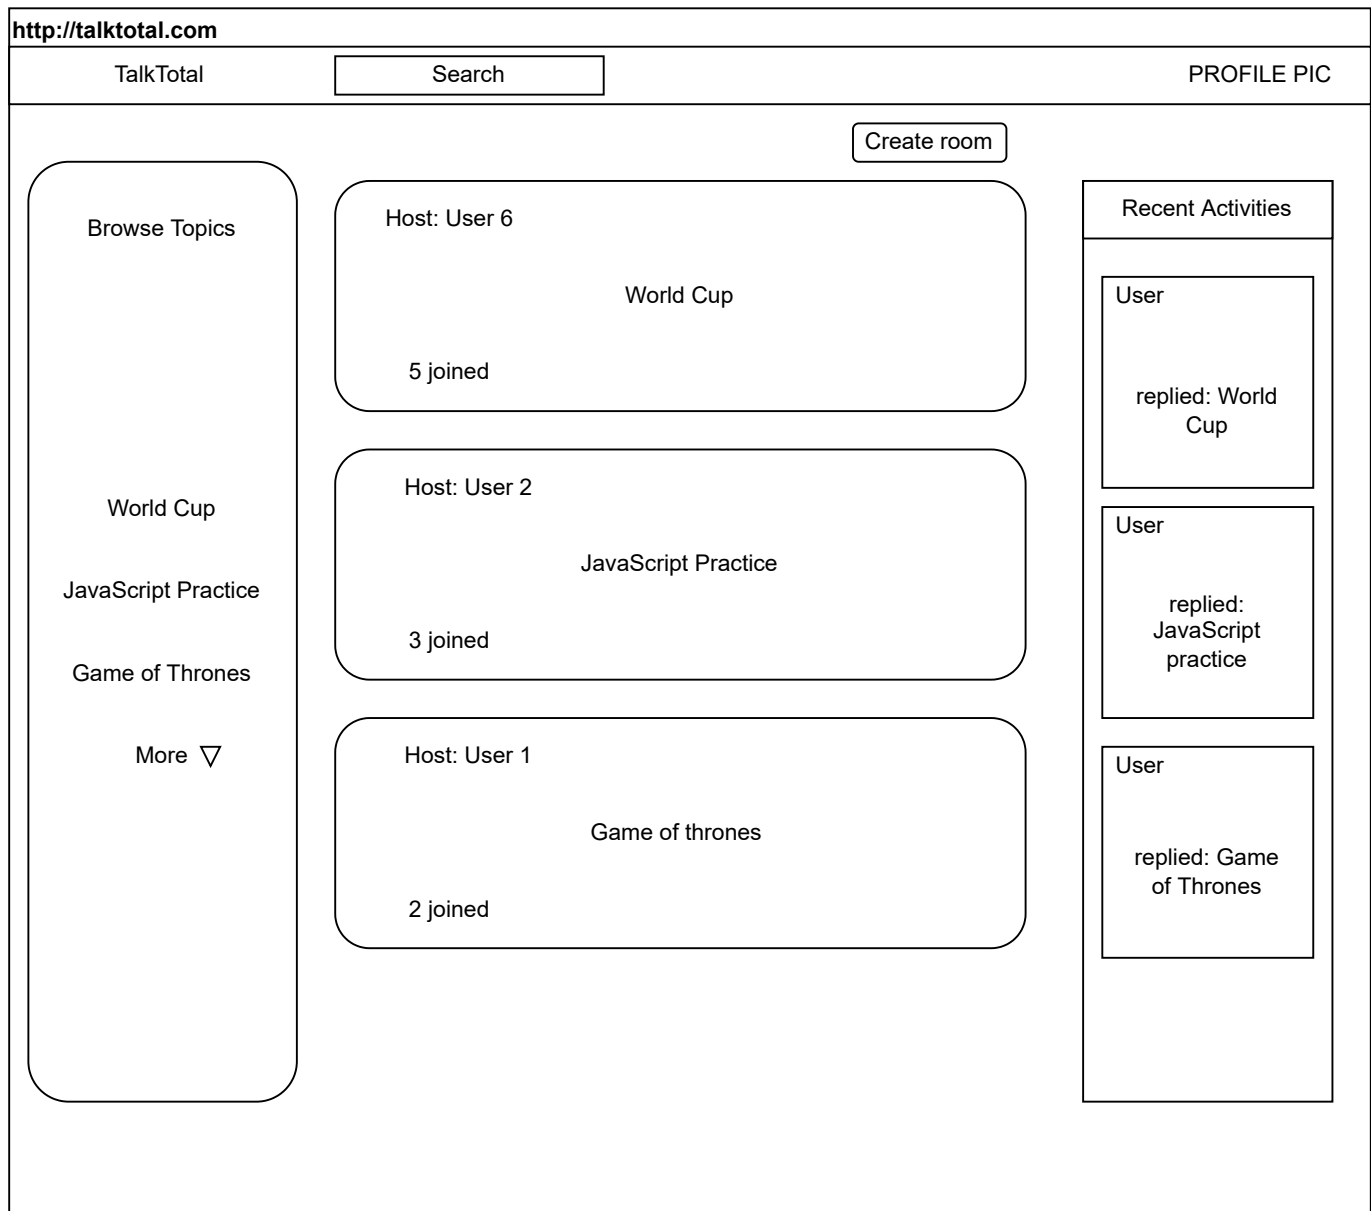 http://talktotal.com
TalkTotal
Search
PROFILE PIC
Create room
Browse Topics
World Cup
JavaScript Practice
Game of Thrones
More
Host: User 6
World Cup
5 joined
Host: User 2
JavaScript Practice
3 joined
Host: User 1
Game of thrones
2 joined
Recent Activities
User
replied: World
Cup
User
replied:
JavaScript
practice
User
replied: Game
of Thrones